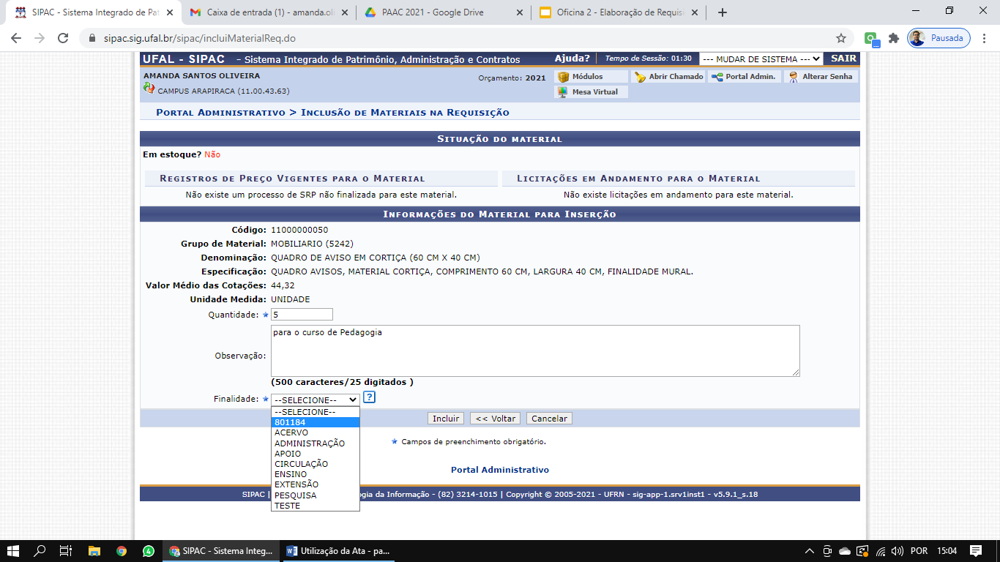 SIPAC - Sistema Integrado de Pat
Caixa de entrada (1) - amanda.oli
PAAC 2021 - Google Drive
Oficina 2 - Elaboração de Requisi
sipac.sig.ufal.br/sipac/incluiMaterialReq.do
Pausada
UFAL - SIPAC - Sistema Integrado de Patrimônio, Administração e Contratos
Ajuda?
Tempo de Sessão: 01:30
--- MUDAR DE SISTEMA ---
SAIR
AMANDA SANTOS OLIVEIRA
CAMPUS ARAPIRACA (11.00.43.63)
Orçamento: 2021
Módulos
Abrir Chamado
Portal Admin.
Alterar Senha
Mesa Virtual
Portal Administrativo > Inclusão de Materiais na Requisição
Situação do material
Em estoque? Não
Registros de Preço Vigentes para o Material
Licitações em Andamento para o Material
Não existe um processo de SRP não finalizada para este material.
Não existe licitações em andamento para este material.
Informações do Material para Inserção
Código: 11000000050
Grupo de Material: MOBILIARIO (5242)
Denominação: QUADRO DE AVISO EM CORTIÇA (60 CM X 40 CM)
Especificação: QUADRO AVISOS, MATERIAL CORTIÇA, COMPRIMENTO 60 CM, LARGURA 40 CM, FINALIDADE MURAL.
Valor Médio das Cotações: 44,32
Unidade Medida: UNIDADE
Quantidade: 5
Observação: para o curso de Pedagogia
(500 caracteres/25 digitados )
Finalidade: --SELECIONE-- ?
--SELECIONE--
801184
ACERVO
ADMINISTRAÇÃO
APOIO
CIRCULAÇÃO
ENSINO
EXTENSÃO
PESQUISA
TESTE
Incluir
<< Voltar
Cancelar
Campos de preenchimento obrigatório.
Portal Administrativo
SIPAC | ogia da Informação - (82) 3214-1015 | Copyright © 2005-2021 - UFRN - sig-app-1.srv1inst1 - v5.9.1_s.18
4
SIPAC - Sistema Integ...
Utilização da Ata - pa...
POR
15:04